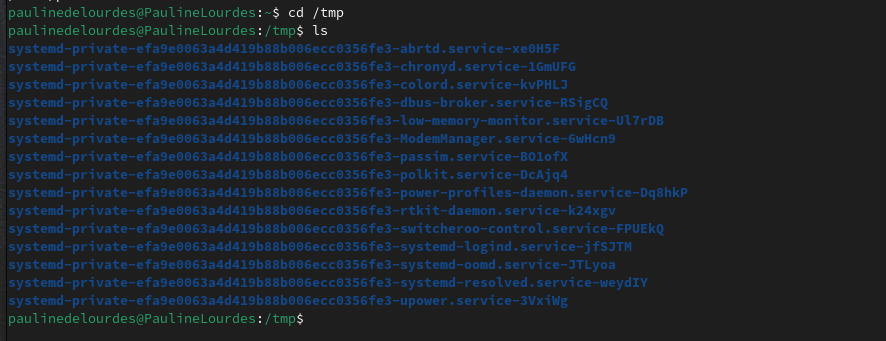 paulinedelourdes@PaulineLourdes:~$ cd /tmp
paulinedelourdes@PaulineLourdes:/tmp$ ls
systemd-private-efa9e0063a4d419b88b006ecc0356fe3-abrtd.service-xe0H5F
systemd-private-efa9e0063a4d419b88b006ecc0356fe3-chronyd.service-1GmUFG
systemd-private-efa9e0063a4d419b88b006ecc0356fe3-colord.service-kvPHLJ
systemd-private-efa9e0063a4d419b88b006ecc0356fe3-dbus-broker.service-RSigCQ
systemd-private-efa9e0063a4d419b88b006ecc0356fe3-low-memory-monitor.service-Ul7rDB
systemd-private-efa9e0063a4d419b88b006ecc0356fe3-ModemManager.service-6wHcn9
systemd-private-efa9e0063a4d419b88b006ecc0356fe3-passim.service-BO1ofX
systemd-private-efa9e0063a4d419b88b006ecc0356fe3-polkit.service-DcAjq4
systemd-private-efa9e0063a4d419b88b006ecc0356fe3-power-profiles-daemon.service-Dq8hkP
systemd-private-efa9e0063a4d419b88b006ecc0356fe3-rtkit-daemon.service-k24xgv
systemd-private-efa9e0063a4d419b88b006ecc0356fe3-switcheroo-control.service-FPUEkQ
systemd-private-efa9e0063a4d419b88b006ecc0356fe3-systemd-logind.service-jfSJTM
systemd-private-efa9e0063a4d419b88b006ecc0356fe3-systemd-oomd.service-JTLyoa
systemd-private-efa9e0063a4d419b88b006ecc0356fe3-systemd-resolved.service-weydIY
systemd-private-efa9e0063a4d419b88b006ecc0356fe3-upower.service-3VxiWg
paulinedelourdes@PaulineLourdes:/tmp$